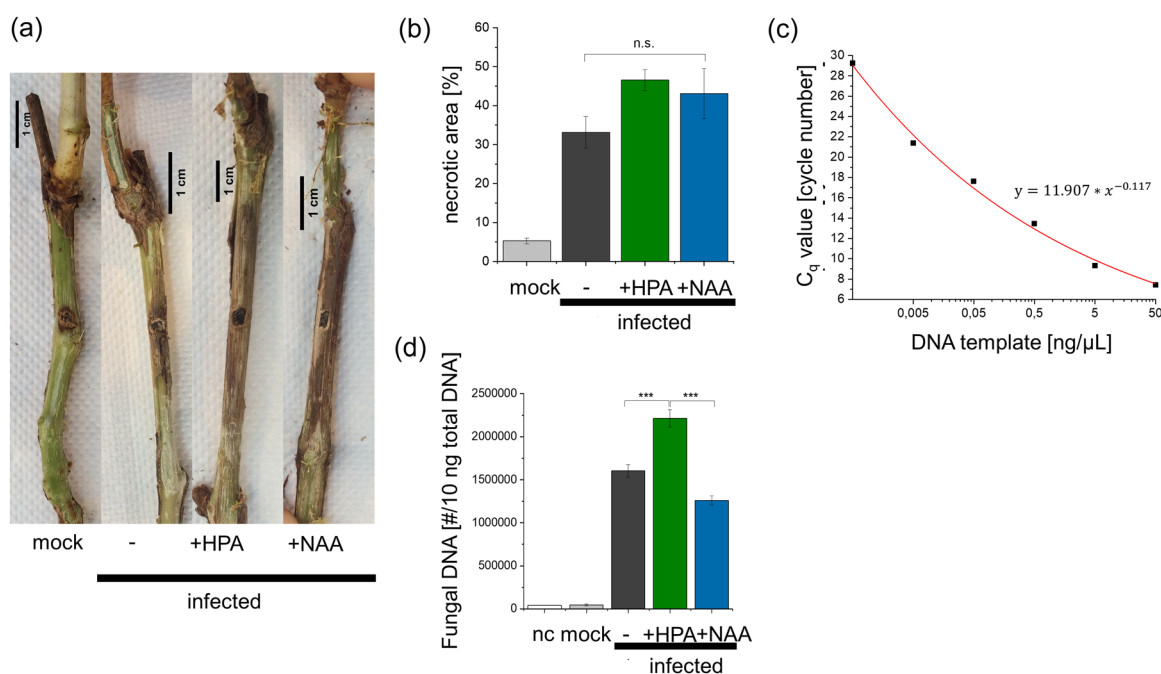 (a)
1 cm
1 cm
1 cm
1 cm
mock - +HPA +NAA
infected
(b)
necrotic area [%]
60
50
40
30
20
10
0
n.s.
mock - +HPA +NAA
infected
(c)
Cq value [cycle number]
30
28
26
24
22
20
18
16
14
12
10
8
6
y = 11.907 * x^−0.117
0,005 0,05 0,5 5 50
DNA template [ng/µL]
(d)
Fungal DNA [#/10 ng total DNA]
2500000
2000000
1500000
1000000
500000
0
*** ***
nc mock - +HPA +NAA
infected